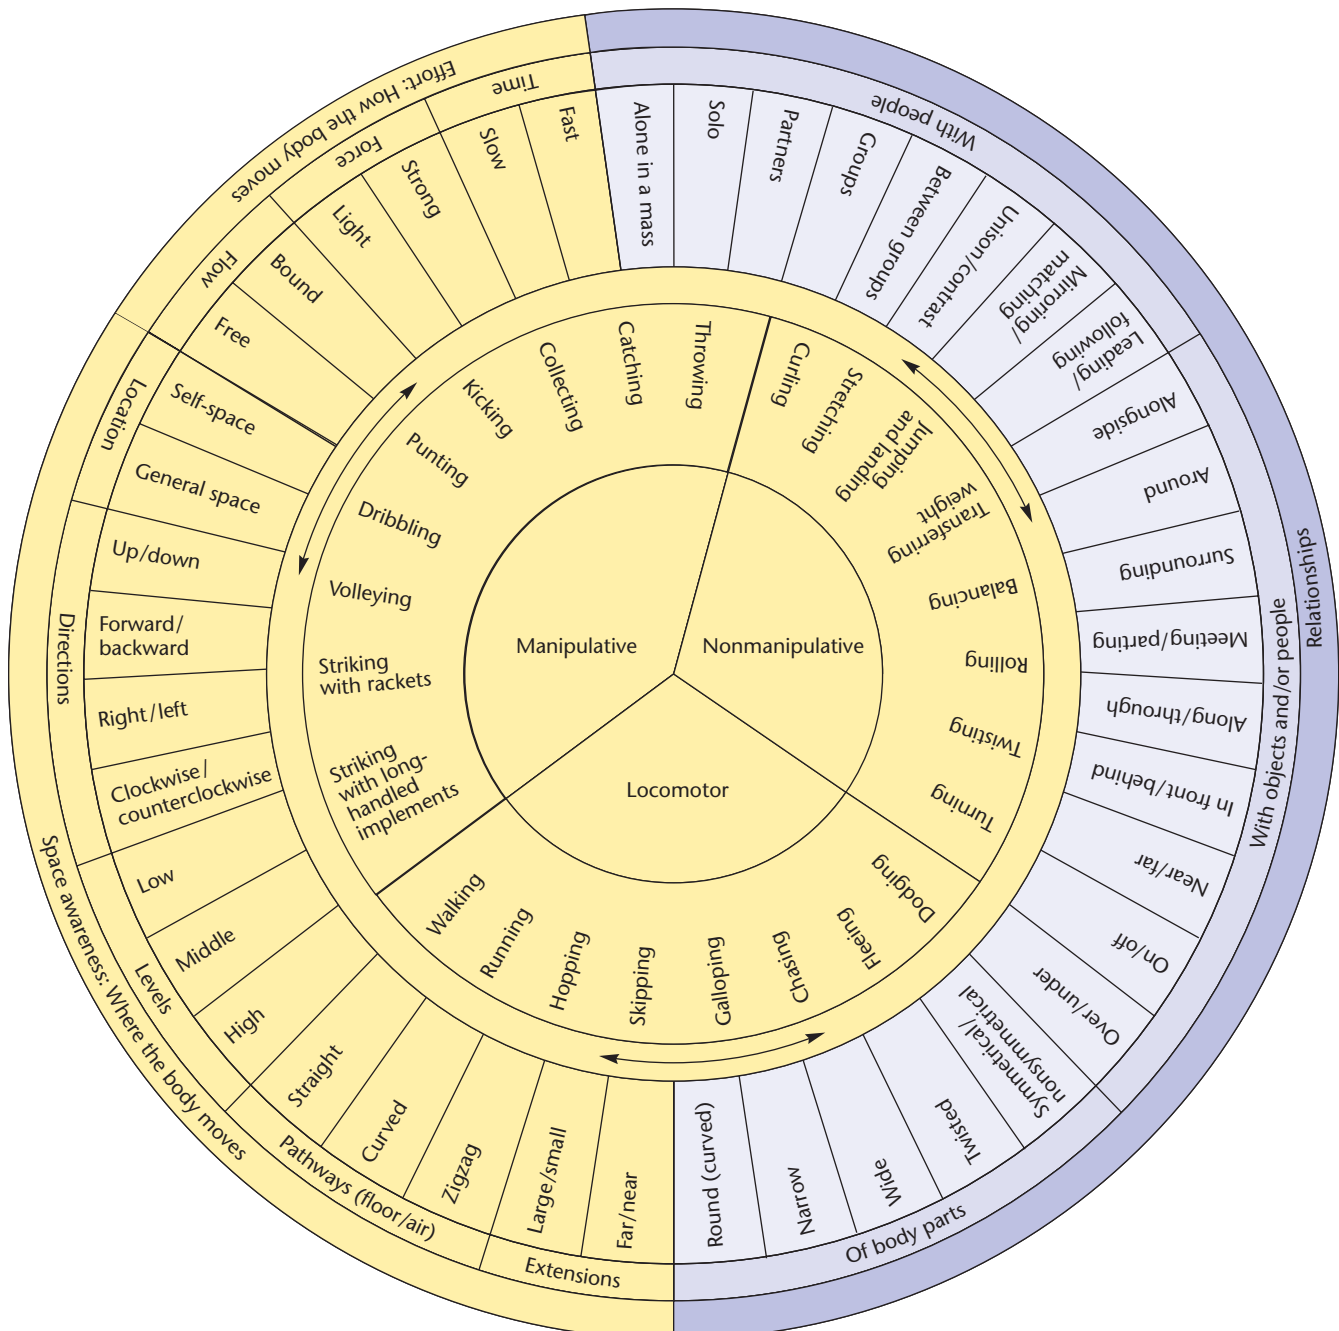 Effort: How the body moves
Time
Fast
Slow
Force
Strong
Light
Flow
Bound
Free
Space awareness: Where the body moves
Location
Self-space
General space
Directions
Up/down
Forward/
backward
Right/left
Clockwise/
counterclockwise
Levels
Low
Middle
High
Pathways (floor/air)
Straight
Curved
Zigzag
Extensions
Large/small
Far/near
Relationships
With people
Alone in a mass
Solo
Partners
Groups
Between groups
Unison/contrast
Mirroring/
matching
Leading/
following
With objects and/or people
Alongside
Around
Surrounding
Meeting/parting
Along/through
In front/behind
Near/far
On/off
Over/under
Of body parts
Symmetrical/
nonsymmetrical
Twisted
Wide
Narrow
Round (curved)
Manipulative
Throwing
Catching
Collecting
Kicking
Punting
Dribbling
Volleying
Striking
with rackets
Striking
with long-
handled
implements
Nonmanipulative
Curling
Stretching
Jumping
and landing
Transferring
weight
Balancing
Rolling
Twisting
Turning
Locomotor
Walking
Running
Hopping
Skipping
Galloping
Chasing
Fleeing
Dodging